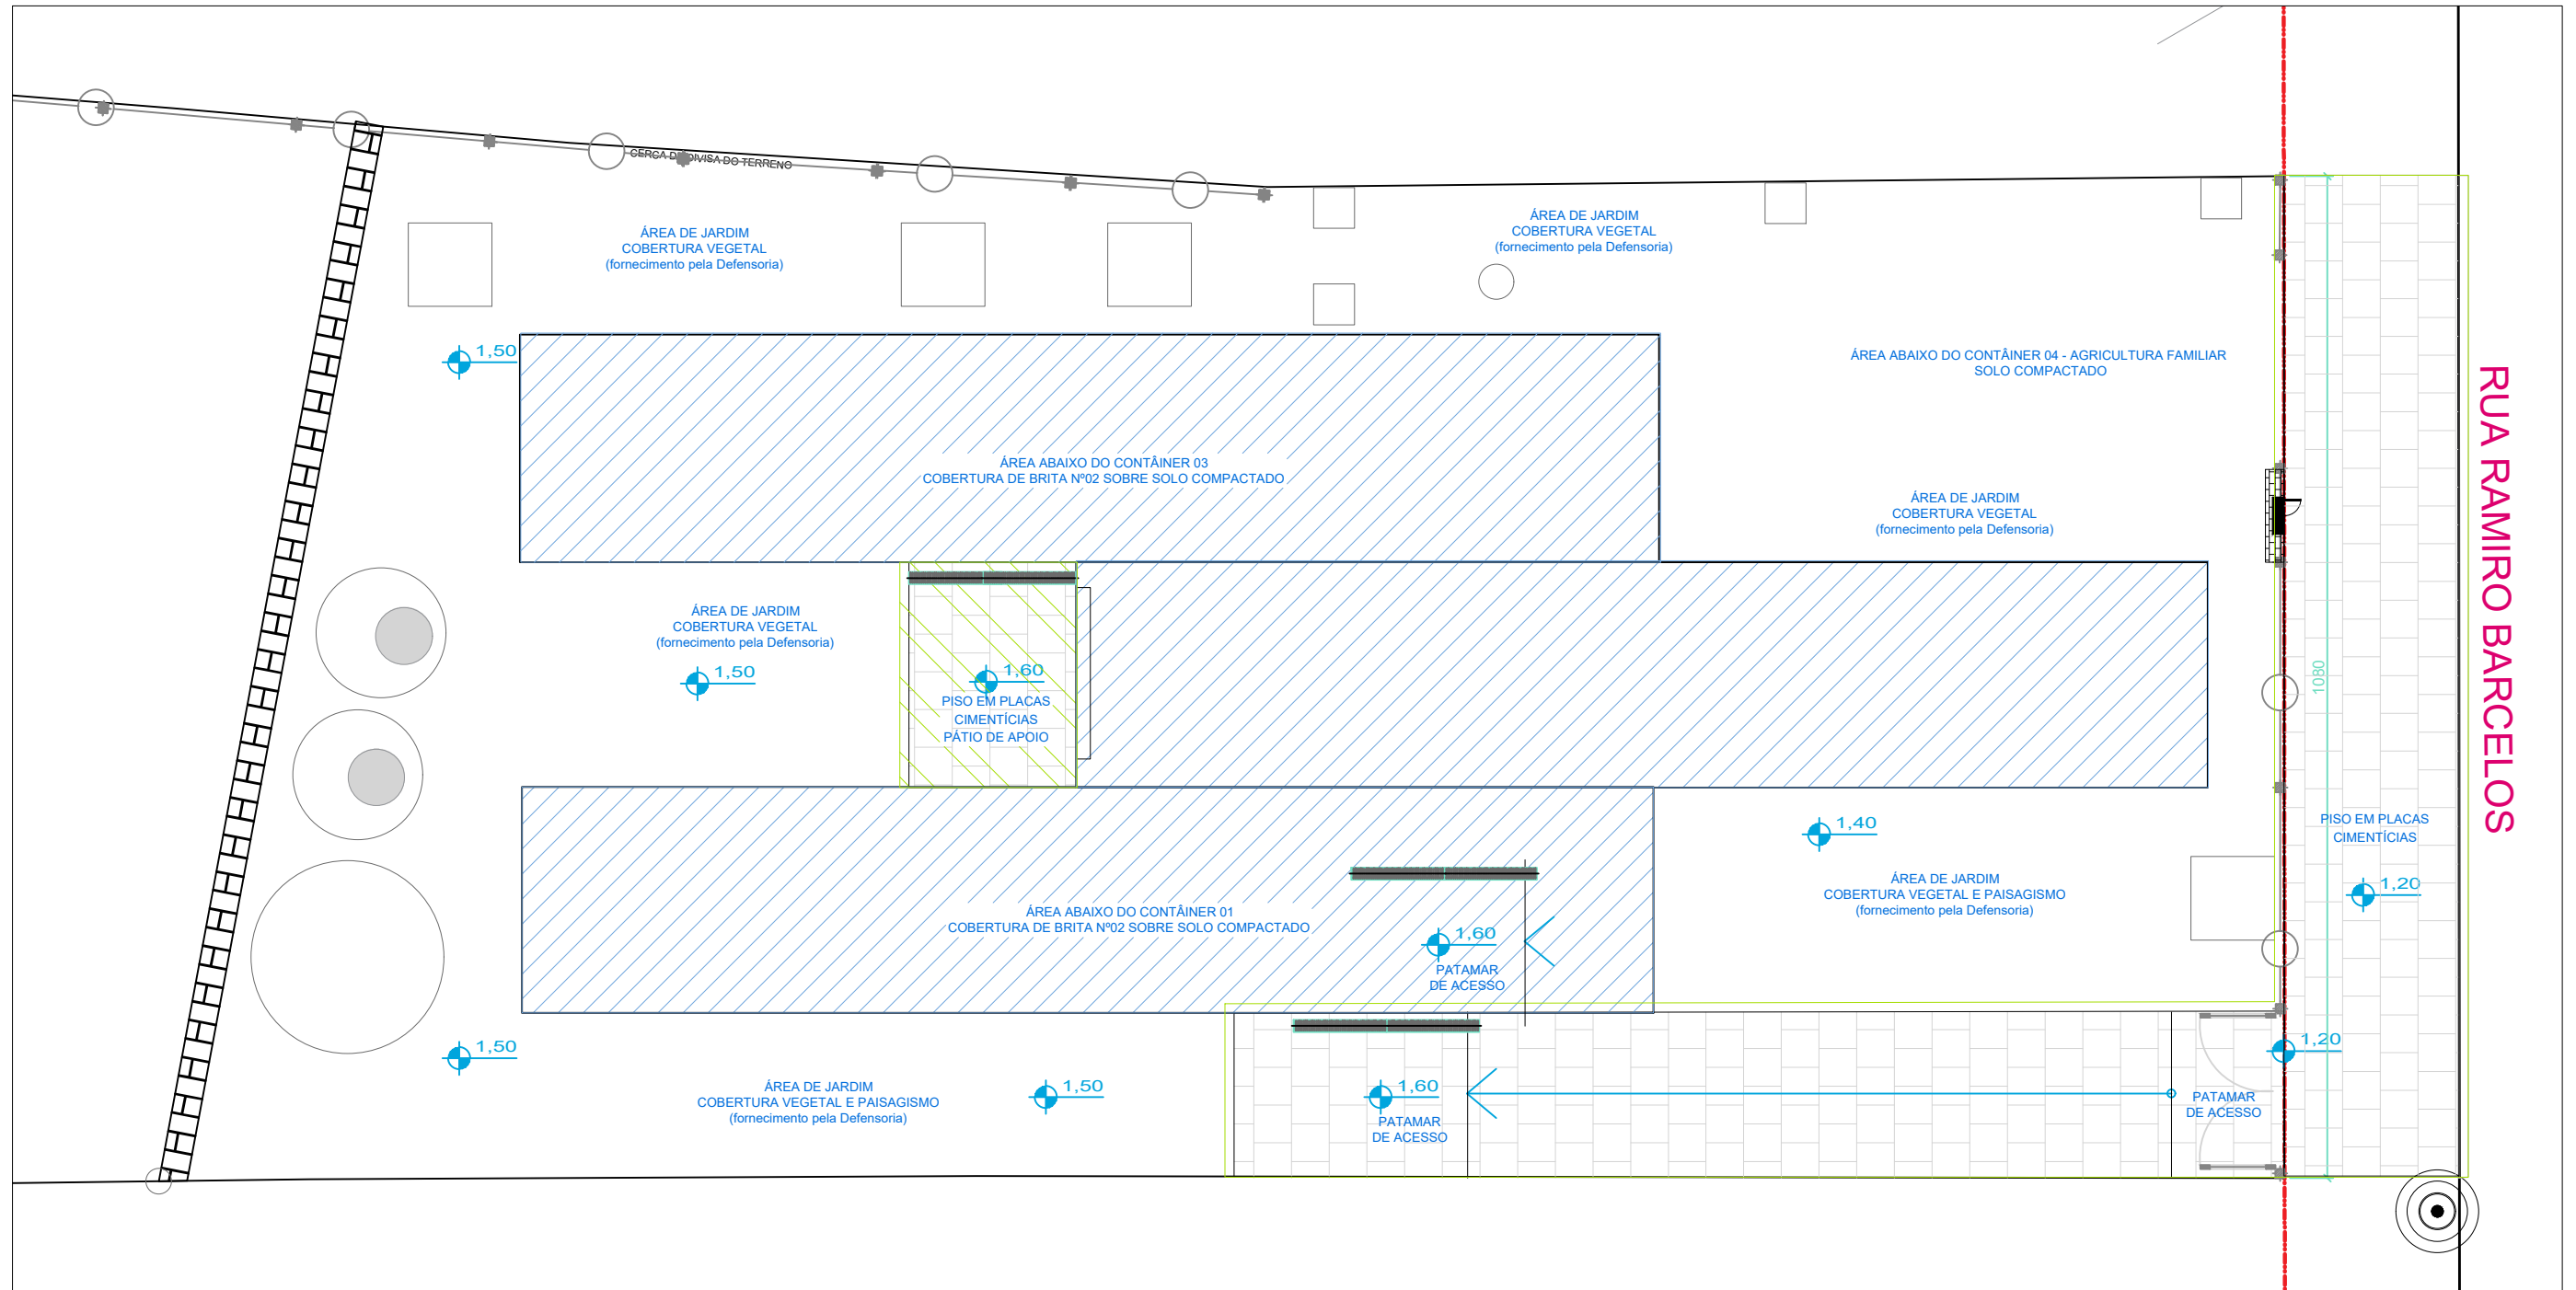 CERCA DE DIVISA DO TERRENO
ÁREA DE JARDIM
COBERTURA VEGETAL
(fornecimento pela Defensoria)
ÁREA DE JARDIM
COBERTURA VEGETAL
(fornecimento pela Defensoria)
1,50
ÁREA ABAIXO DO CONTÂINER 04 - AGRICULTURA FAMILIAR
SOLO COMPACTADO
ÁREA ABAIXO DO CONTÂINER 03
COBERTURA DE BRITA Nº02 SOBRE SOLO COMPACTADO
ÁREA DE JARDIM
COBERTURA VEGETAL
(fornecimento pela Defensoria)
RUA RAMIRO BARCELOS
ÁREA DE JARDIM
COBERTURA VEGETAL
(fornecimento pela Defensoria)
1,50
1,60
PISO EM PLACAS
CIMENTÍCIAS
PÁTIO DE APOIO
1080
1,40
PISO EM PLACAS
CIMENTÍCIAS
1,20
ÁREA DE JARDIM
COBERTURA VEGETAL E PAISAGISMO
(fornecimento pela Defensoria)
ÁREA ABAIXO DO CONTÂINER 01
COBERTURA DE BRITA Nº02 SOBRE SOLO COMPACTADO
1,60
PATAMAR
DE ACESSO
1,50
1,20
ÁREA DE JARDIM
COBERTURA VEGETAL E PAISAGISMO
(fornecimento pela Defensoria)
1,50
1,60
PATAMAR
DE ACESSO
PATAMAR
DE ACESSO